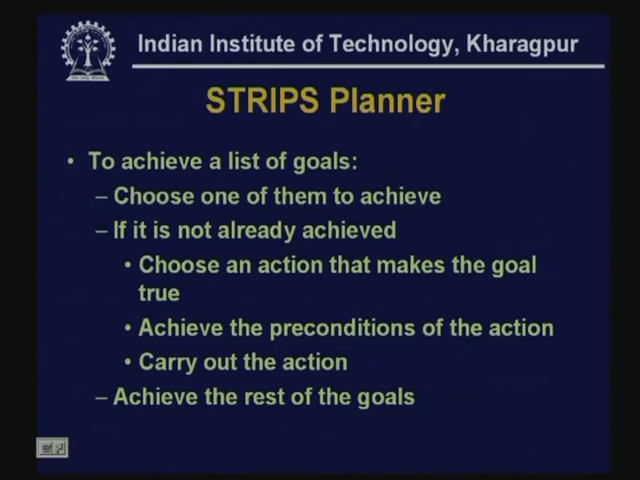 Indian Institute of Technology, Kharagpur
STRIPS Planner
• To achieve a list of goals:
– Choose one of them to achieve
– If it is not already achieved
• Choose an action that makes the goal
true
• Achieve the preconditions of the action
• Carry out the action
– Achieve the rest of the goals